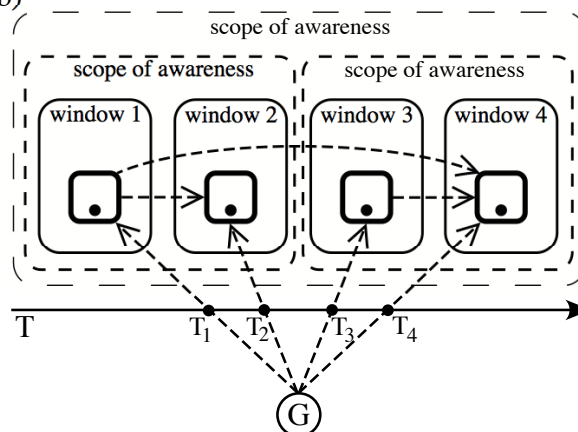 b)
scope of awareness
scope of awareness scope of awareness
window 1 window 2 window 3 window 4
T T1 T2 T3 T4
G